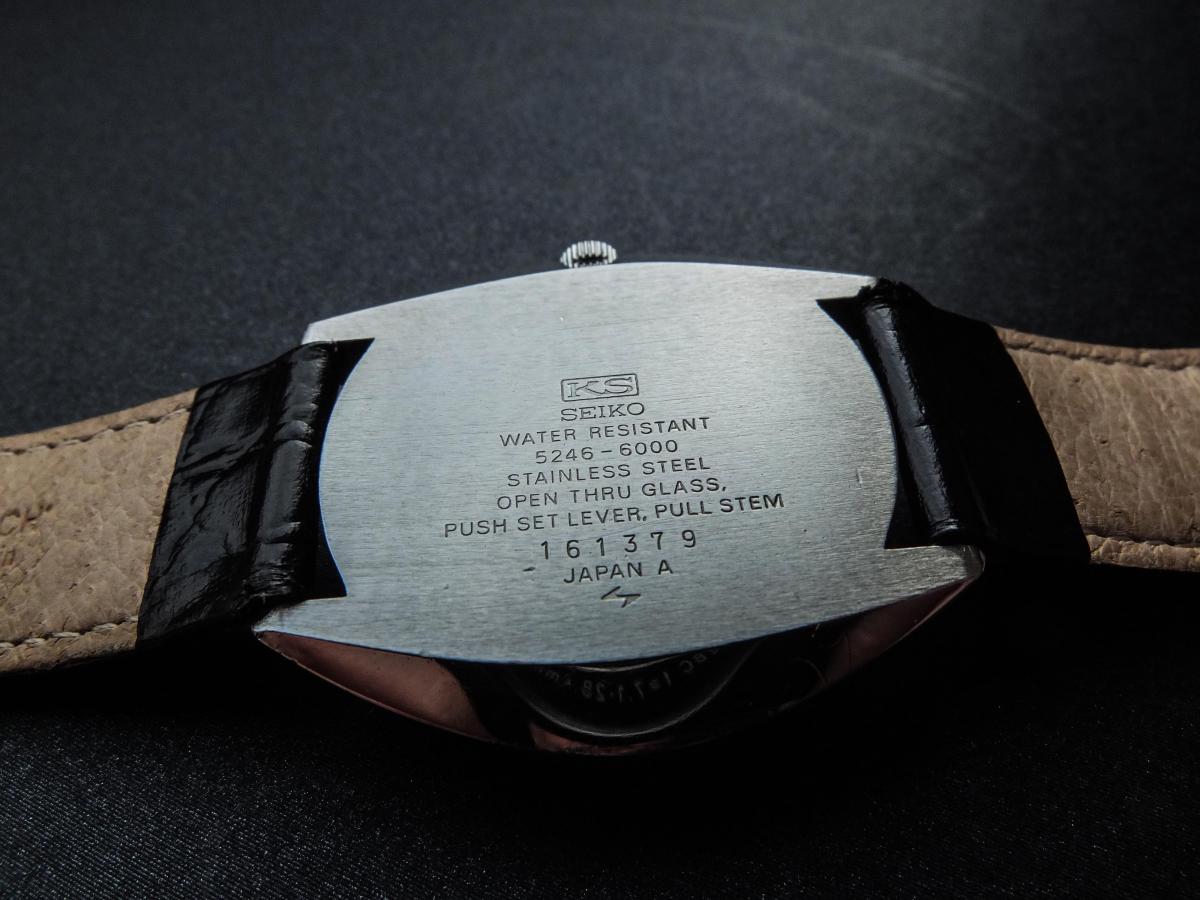 KS
SEIKO
WATER RESISTANT
5246-6000
STAINLESS STEEL
OPEN THRU GLASS,
PUSH SET LEVER, PULL STEM
161379
JAPAN A